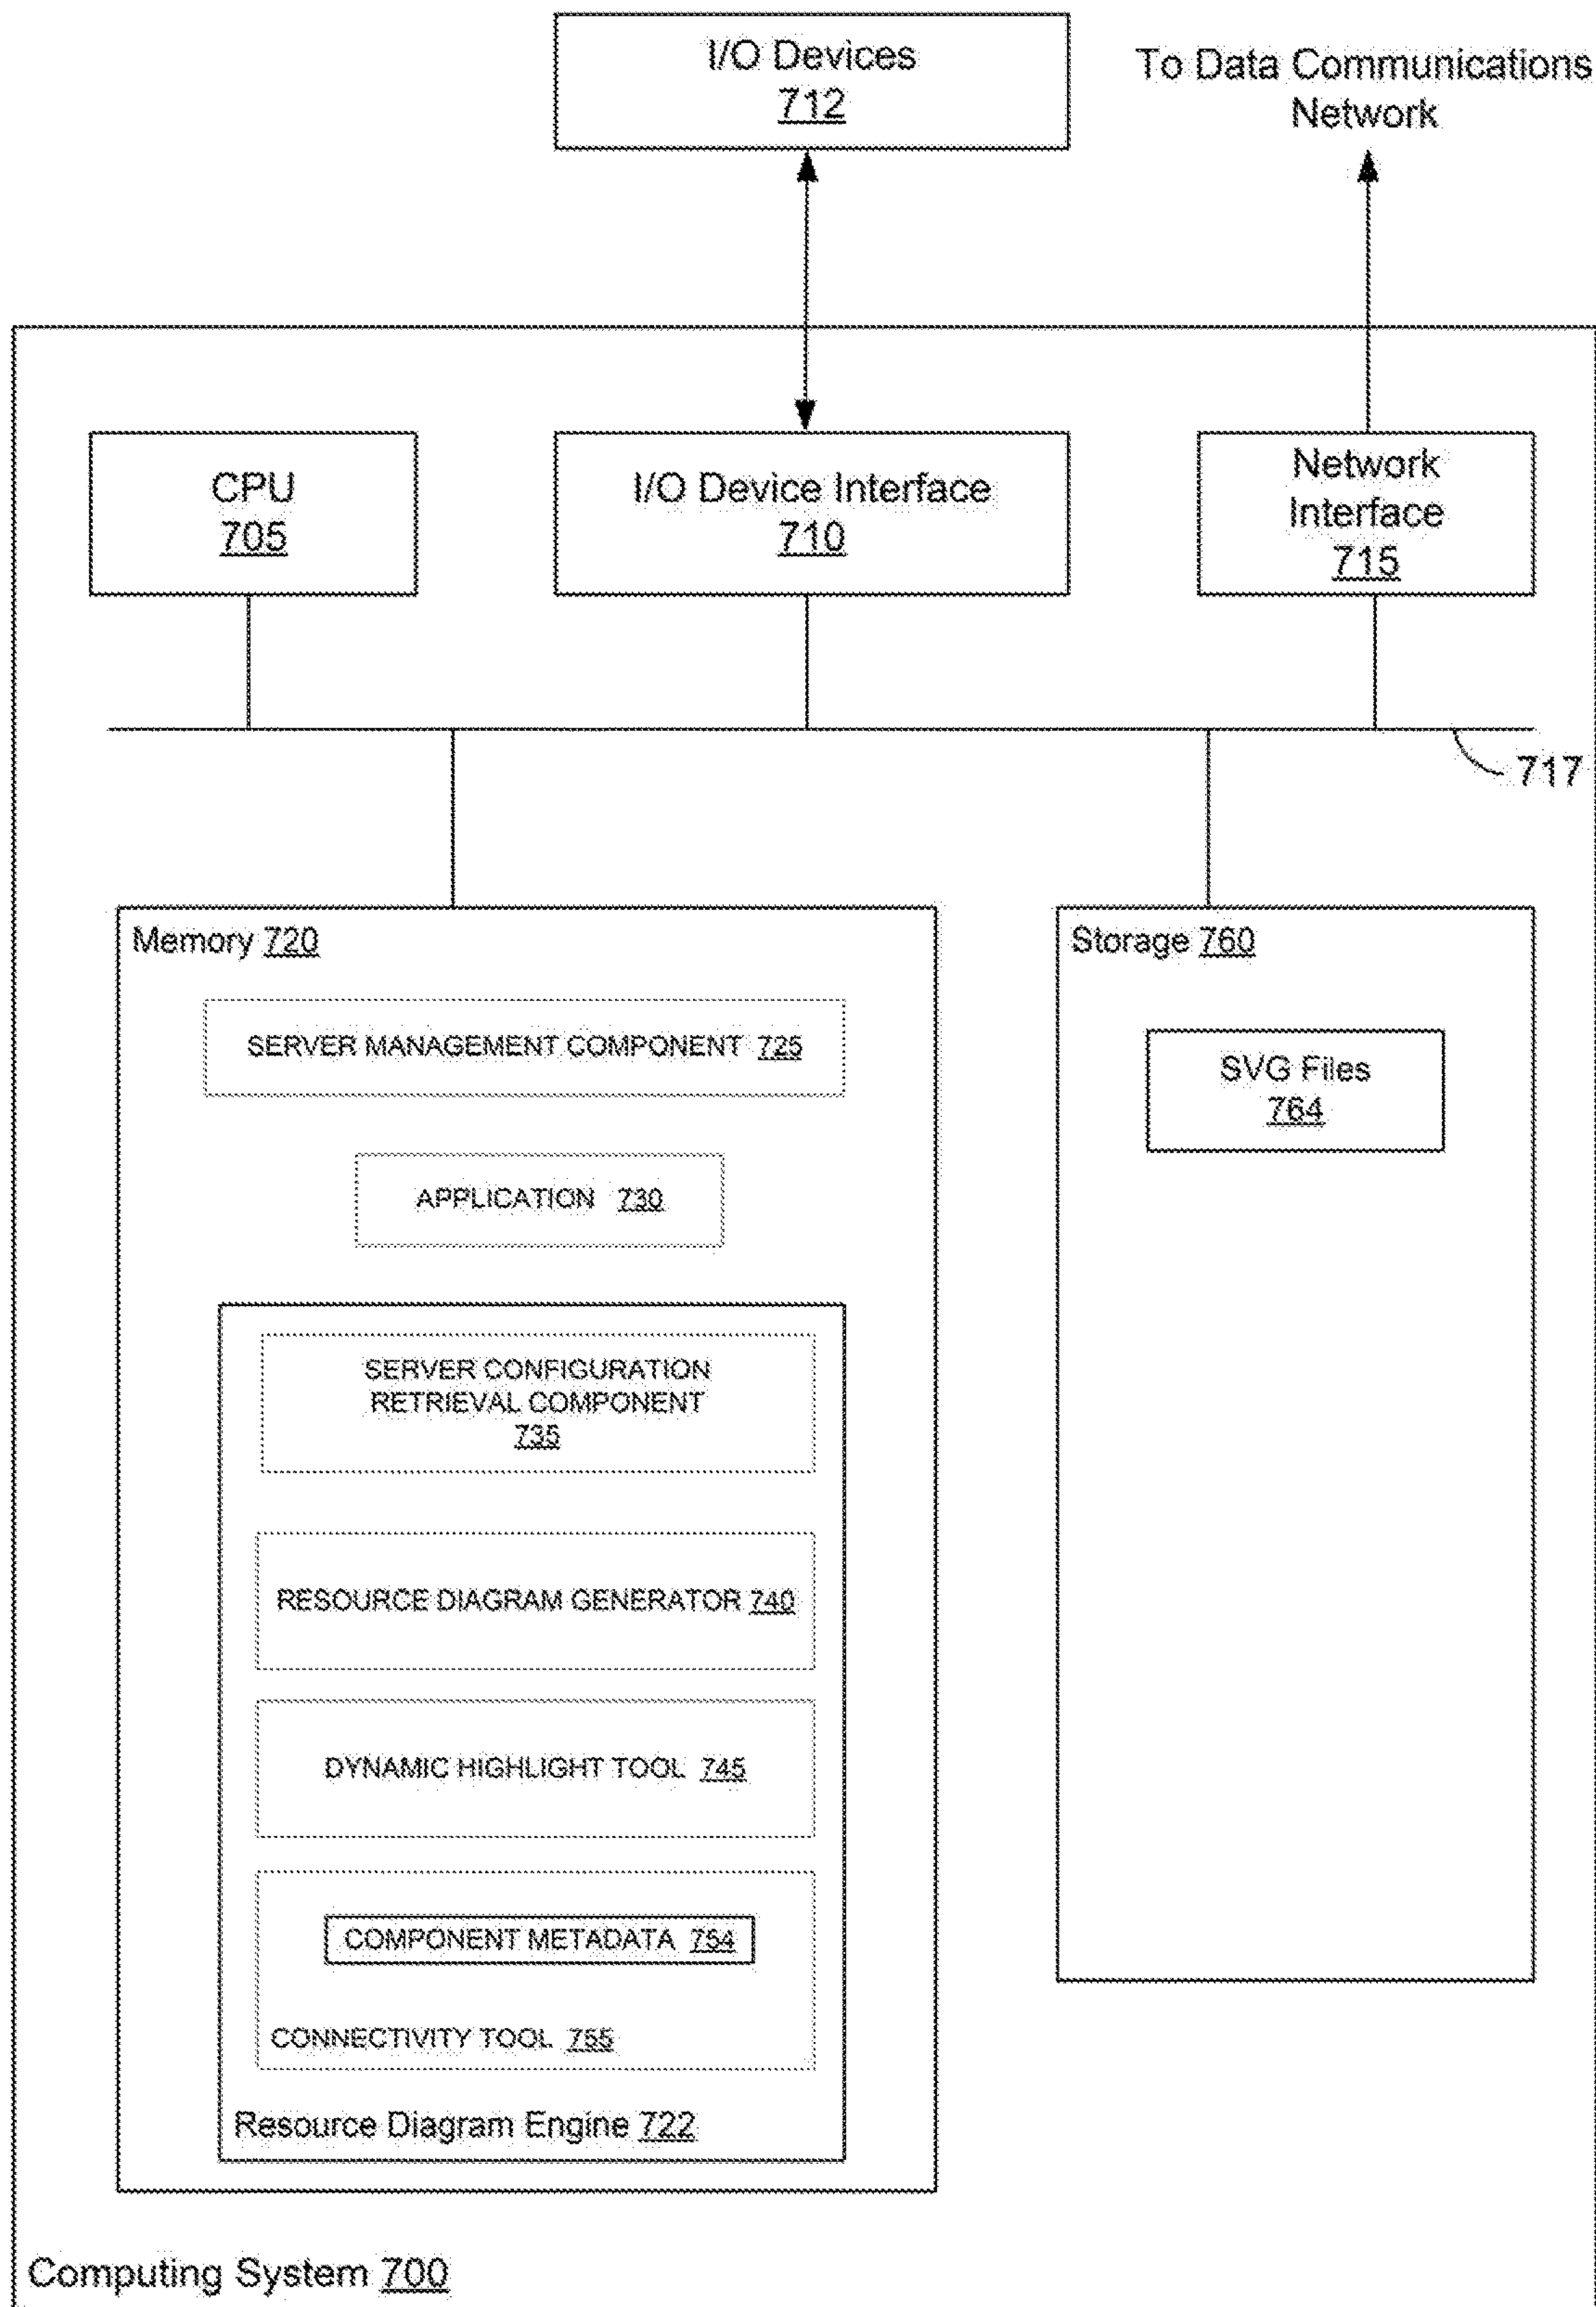 I/O Devices
712
To Data Communications
Network
CPU
705
I/O Device Interface
710
Network
Interface
715
717
Memory 720
SERVER MANAGEMENT COMPONENT 725
APPLICATION 730
SERVER CONFIGURATION
RETRIEVAL COMPONENT
735
RESOURCE DIAGRAM GENERATOR 740
DYNAMIC HIGHLIGHT TOOL 745
COMPONENT METADATA 754
CONNECTIVITY TOOL 755
Resource Diagram Engine 722
Storage 760
SVG Files
764
Computing System 700